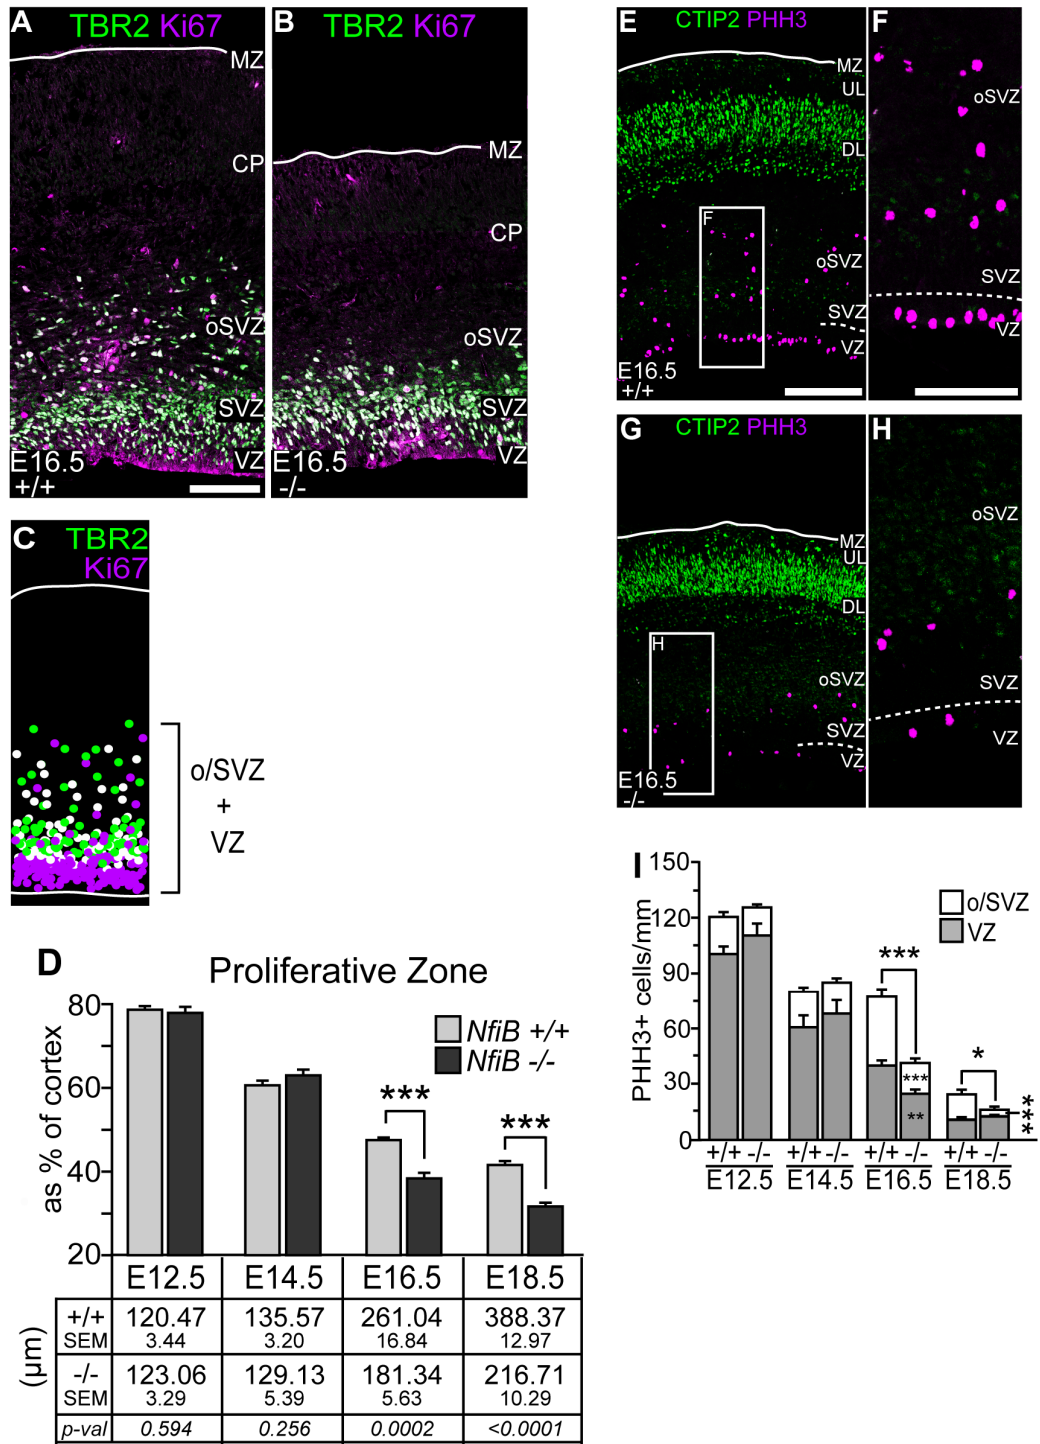 A
TBR2 Ki67
MZ
CP
oSVZ
SVZ
VZ
E16.5
+/+
B
TBR2 Ki67
MZ
CP
oSVZ
SVZ
VZ
E16.5
-/-
C
TBR2
Ki67
o/SVZ
+
VZ
D
Proliferative Zone
as % of cortex
80
60
40
20
NfiB +/+
NfiB -/-
***
***
E12.5 E14.5 E16.5 E18.5
(µm)
+/+ 120.47 135.57 261.04 388.37
SEM 3.44 3.20 16.84 12.97
-/- 123.06 129.13 181.34 216.71
SEM 3.29 5.39 5.63 10.29
p-val 0.594 0.256 0.0002 <0.0001
E
CTIP2 PHH3
MZ
UL
DL
F
oSVZ
SVZ
VZ
E16.5
+/+
F
oSVZ
SVZ
VZ
G
CTIP2 PHH3
MZ
UL
DL
H
oSVZ
SVZ
VZ
E16.5
-/-
H
oSVZ
SVZ
VZ
I
PHH3+ cells/mm
150
120
90
60
30
0
o/SVZ
VZ
***
***
**
*
***
+/+ -/- +/+ -/- +/+ -/- +/+ -/-
E12.5 E14.5 E16.5 E18.5